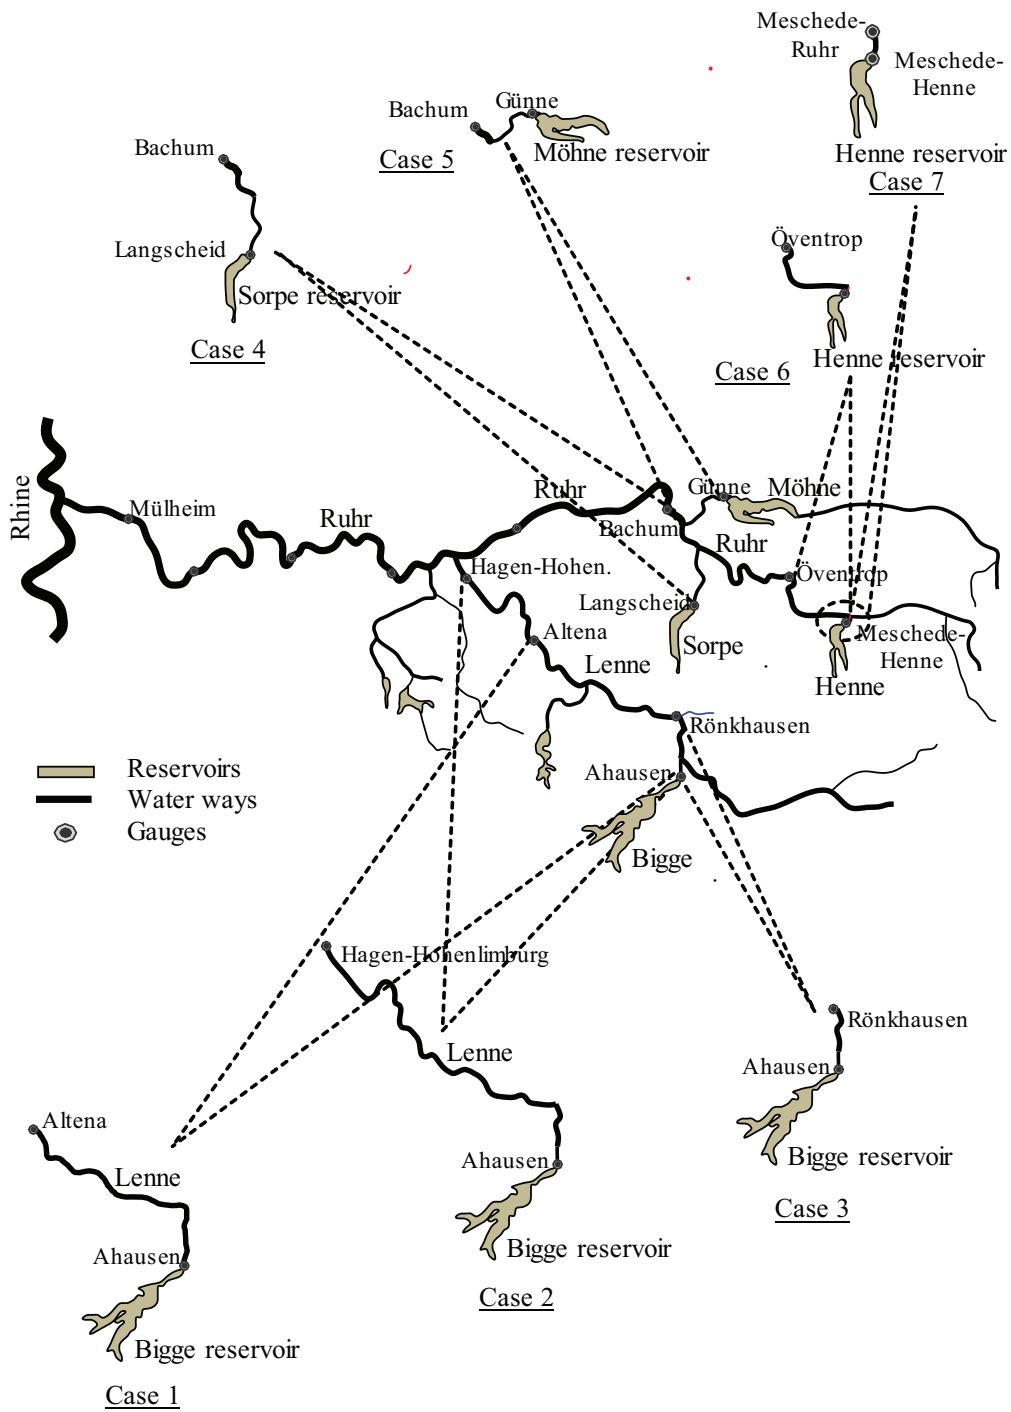 Meschede-
Ruhr
Meschede-
Henne
Henne reservoir
Case 7
Bachum
Günne
Case 5
Möhne reservoir
Bachum
Langscheid
Sorpe reservoir
Case 4
Öventrop
Henne reservoir
Case 6
Rhine
Mülheim
Ruhr
Ruhr
Günne
Möhne
Bachum
Ruhr
Hagen-Hohen.
Öventrop
Langscheid
Altena
Sorpe
Meschede-
Henne
Henne
Lenne
Rönkhausen
Ahausen
Bigge
Reservoirs
Water ways
Gauges
Hagen-Hohenlimburg
Lenne
Ahausen
Bigge reservoir
Case 2
Rönkhausen
Ahausen
Bigge reservoir
Case 3
Altena
Lenne
Ahausen
Bigge reservoir
Case 1